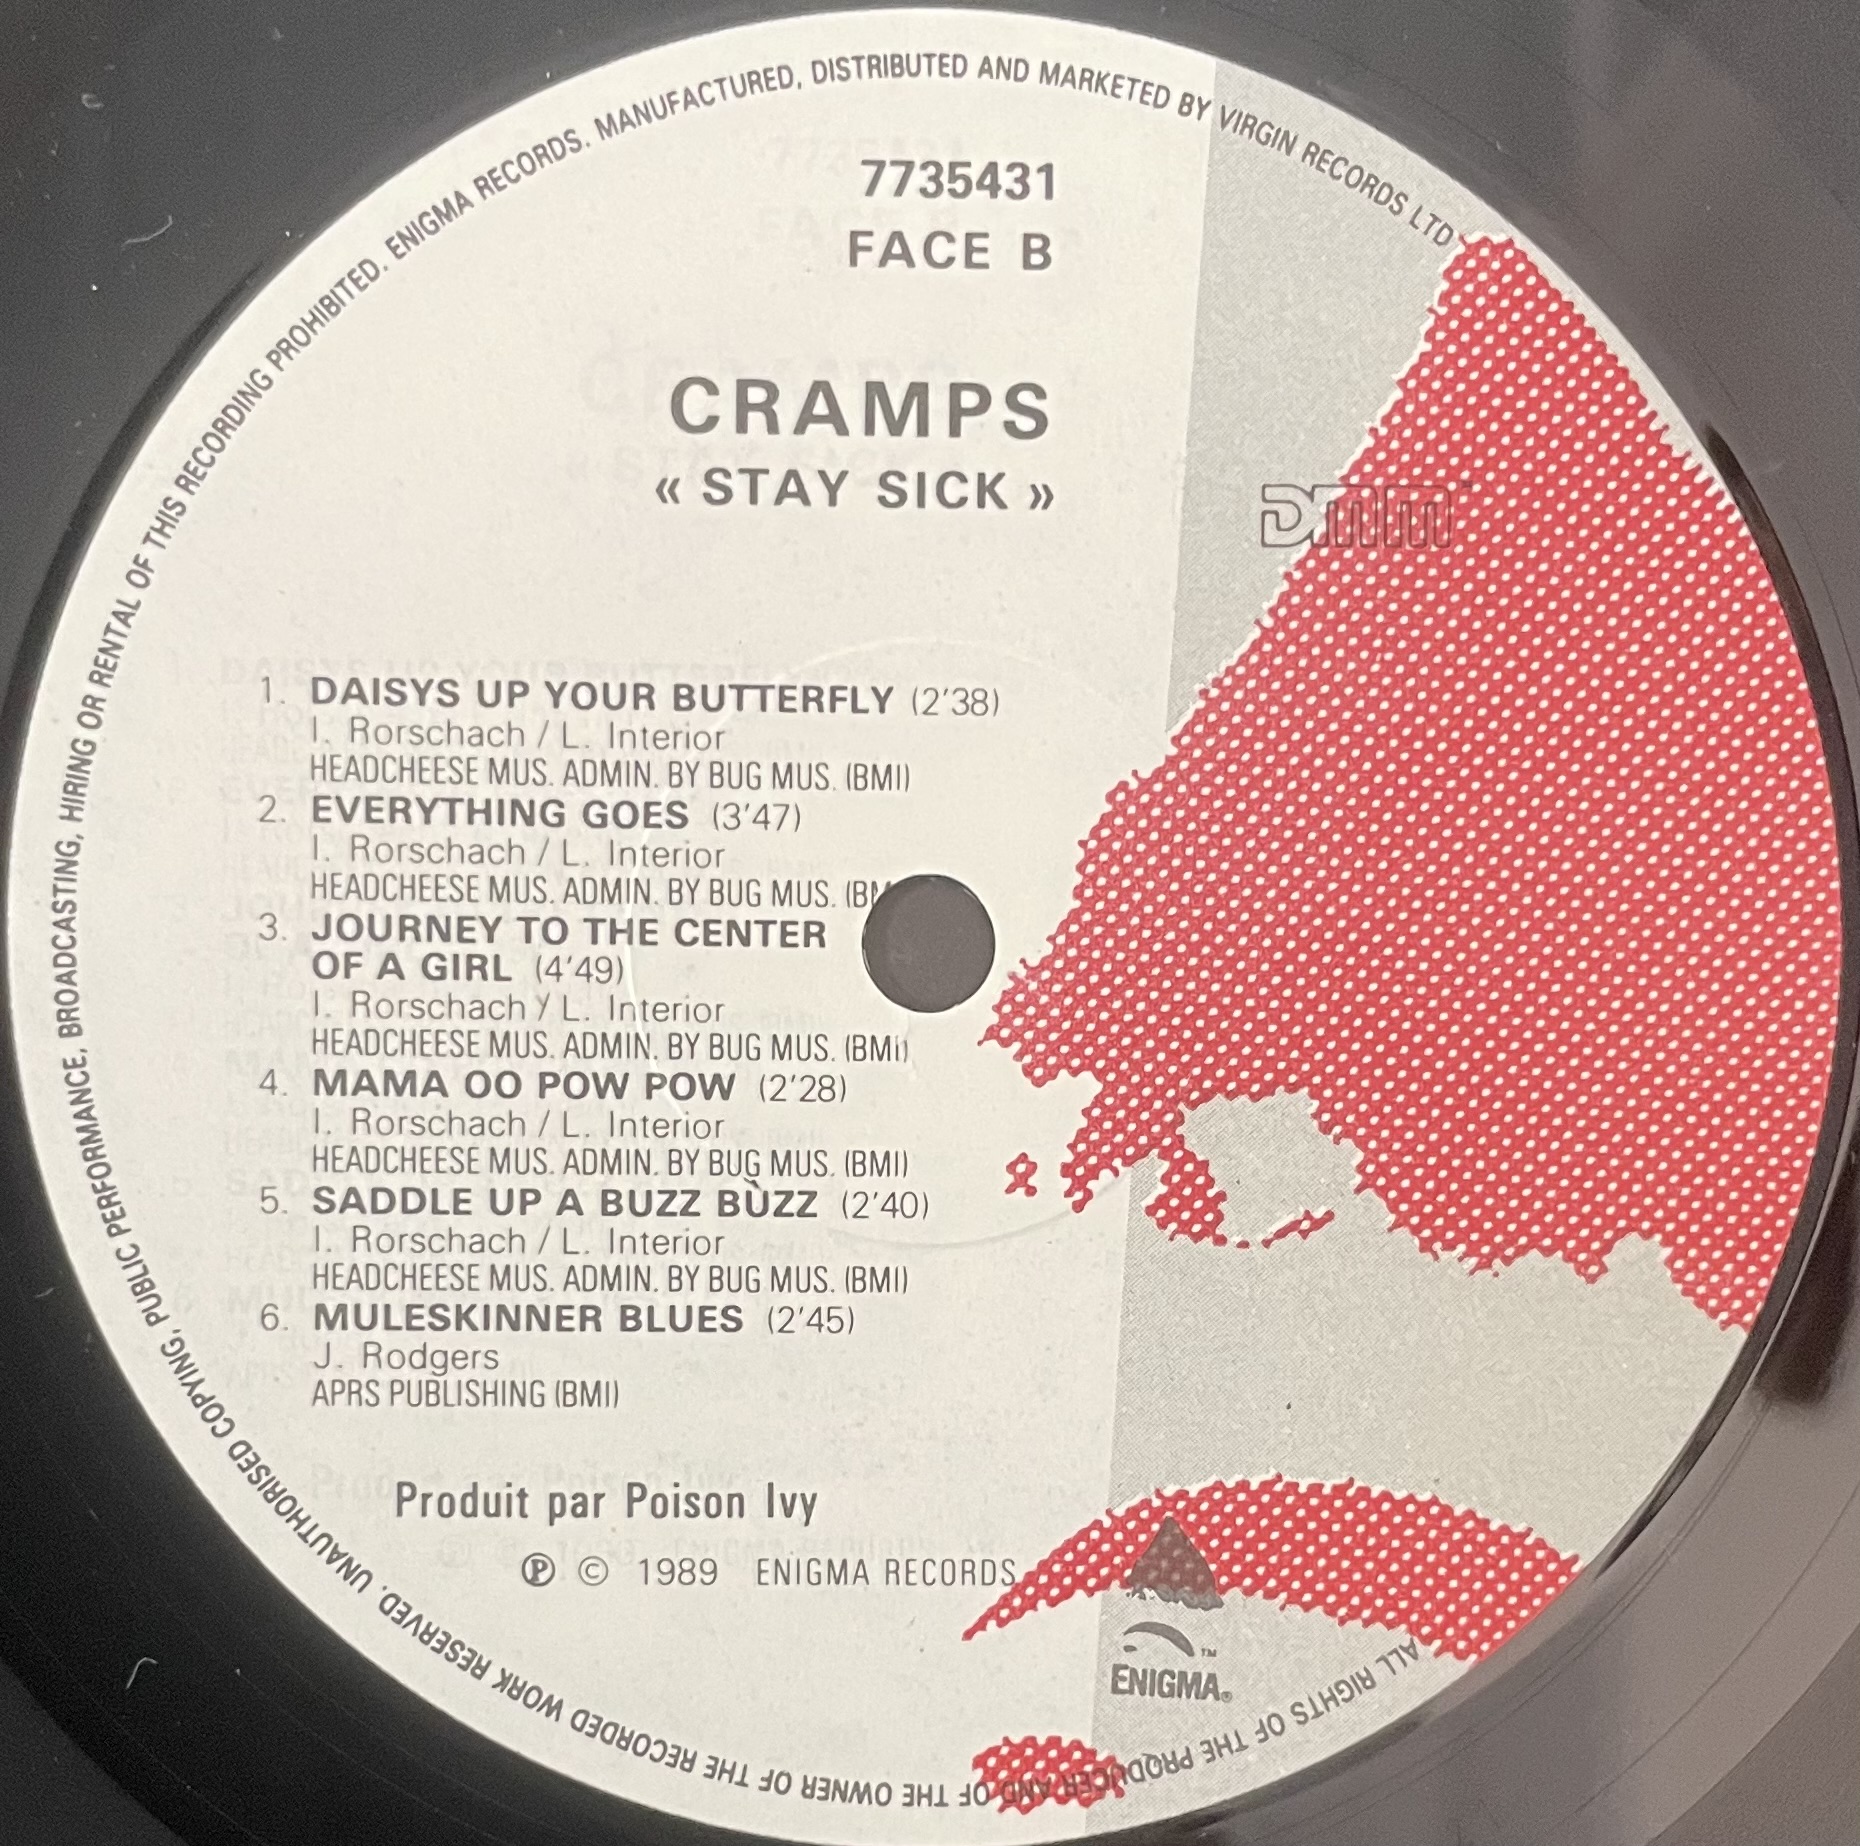 7735431
FACE B
CRAMPS
« STAY SICK »
DMM
1. DAISYS UP YOUR BUTTERFLY (2'38)
I. Rorschach / L. Interior
HEADCHEESE MUS. ADMIN. BY BUG MUS. (BMI)
2. EVERYTHING GOES (3'47)
I. Rorschach / L. Interior
HEADCHEESE MUS. ADMIN. BY BUG MUS.
3. JOURNEY TO THE CENTER
OF A GIRL (4'49)
I. Rorschach / L. Interior
HEADCHEESE MUS. ADMIN. BY BUG MUS. (BMI)
4. MAMA OO POW POW (2'28)
I. Rorschach / L. Interior
HEADCHEESE MUS. ADMIN. BY BUG MUS. (BMI)
5. SADDLE UP A BUZZ BUZZ (2'40)
I. Rorschach / L. Interior
HEADCHEESE MUS. ADMIN. BY BUG MUS. (BMI)
6. MULESKINNER BLUES (2'45)
J. Rodgers
APRS PUBLISHING (BMI)
Produit par Poison Ivy
℗ © 1989 ENIGMA RECORDS
™
ENIGMA®
ALL RIGHTS OF THE PRODUCER AND OF THE OWNER OF THE RECORDED WORK RESERVED. UNAUTHORISED COPYING, PUBLIC PERFORMANCE, BROADCASTING, HIRING OR RENTAL OF THIS RECORDING PROHIBITED. ENIGMA RECORDS. MANUFACTURED, DISTRIBUTED AND MARKETED BY VIRGIN RECORDS LTD